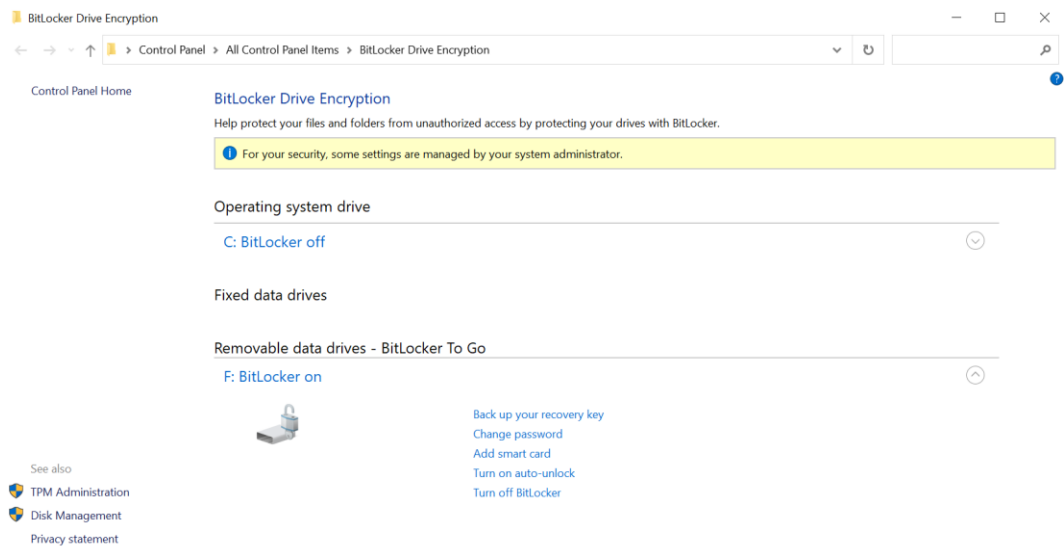 BitLocker Drive Encryption
Control Panel > All Control Panel Items > BitLocker Drive Encryption
Control Panel Home
BitLocker Drive Encryption
Help protect your files and folders from unauthorized access by protecting your drives with BitLocker.
For your security, some settings are managed by your system administrator.
Operating system drive
C: BitLocker off
Fixed data drives
Removable data drives - BitLocker To Go
F: BitLocker on
Back up your recovery key
Change password
Add smart card
Turn on auto-unlock
Turn off BitLocker
See also
TPM Administration
Disk Management
Privacy statement